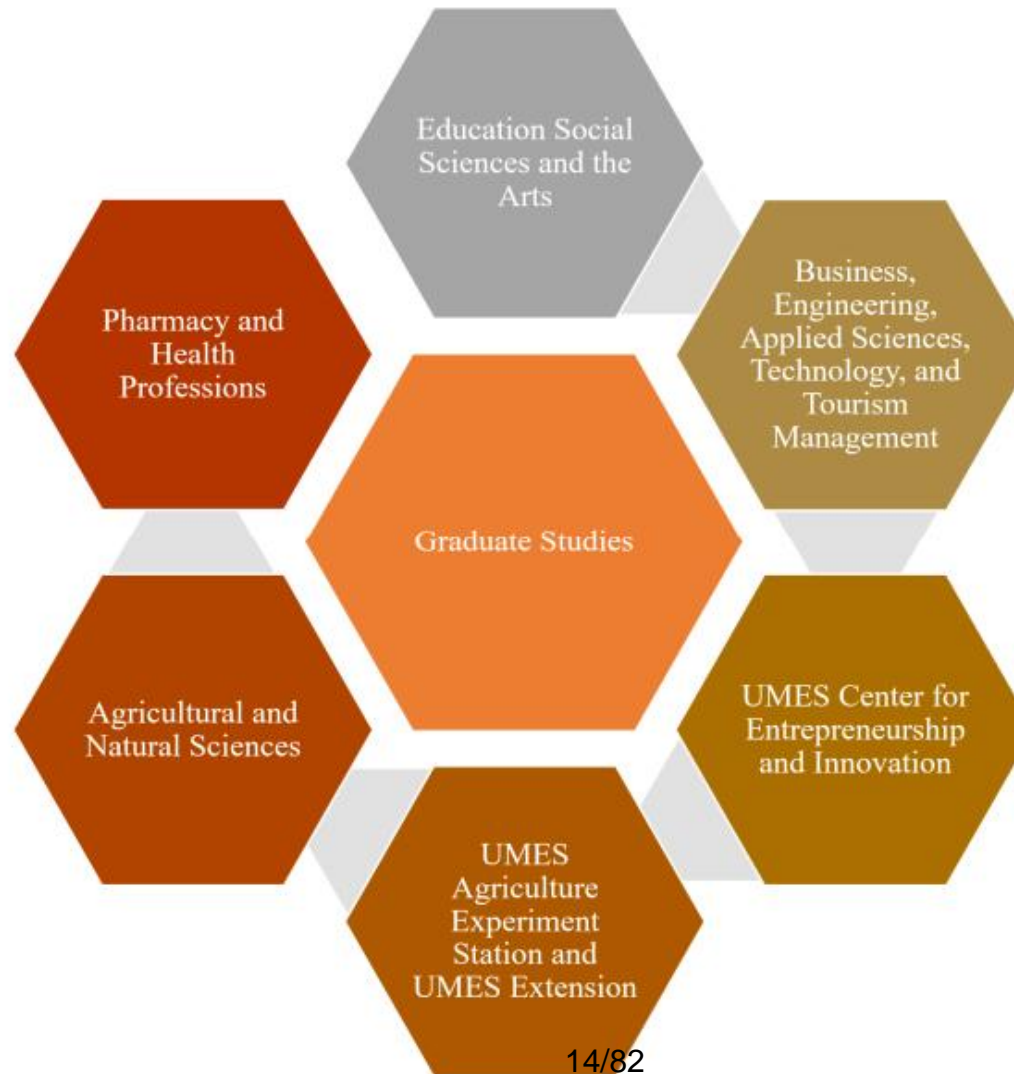 Education Social
Sciences and the
Arts
Business,
Engineering,
Applied Sciences,
Technology, and
Tourism
Management
Pharmacy and
Health
Professions
Graduate Studies
UMES Center for
Entrepreneurship
and Innovation
Agricultural and
Natural Sciences
UMES
Agriculture
Experiment
Station and
UMES Extension
14/82